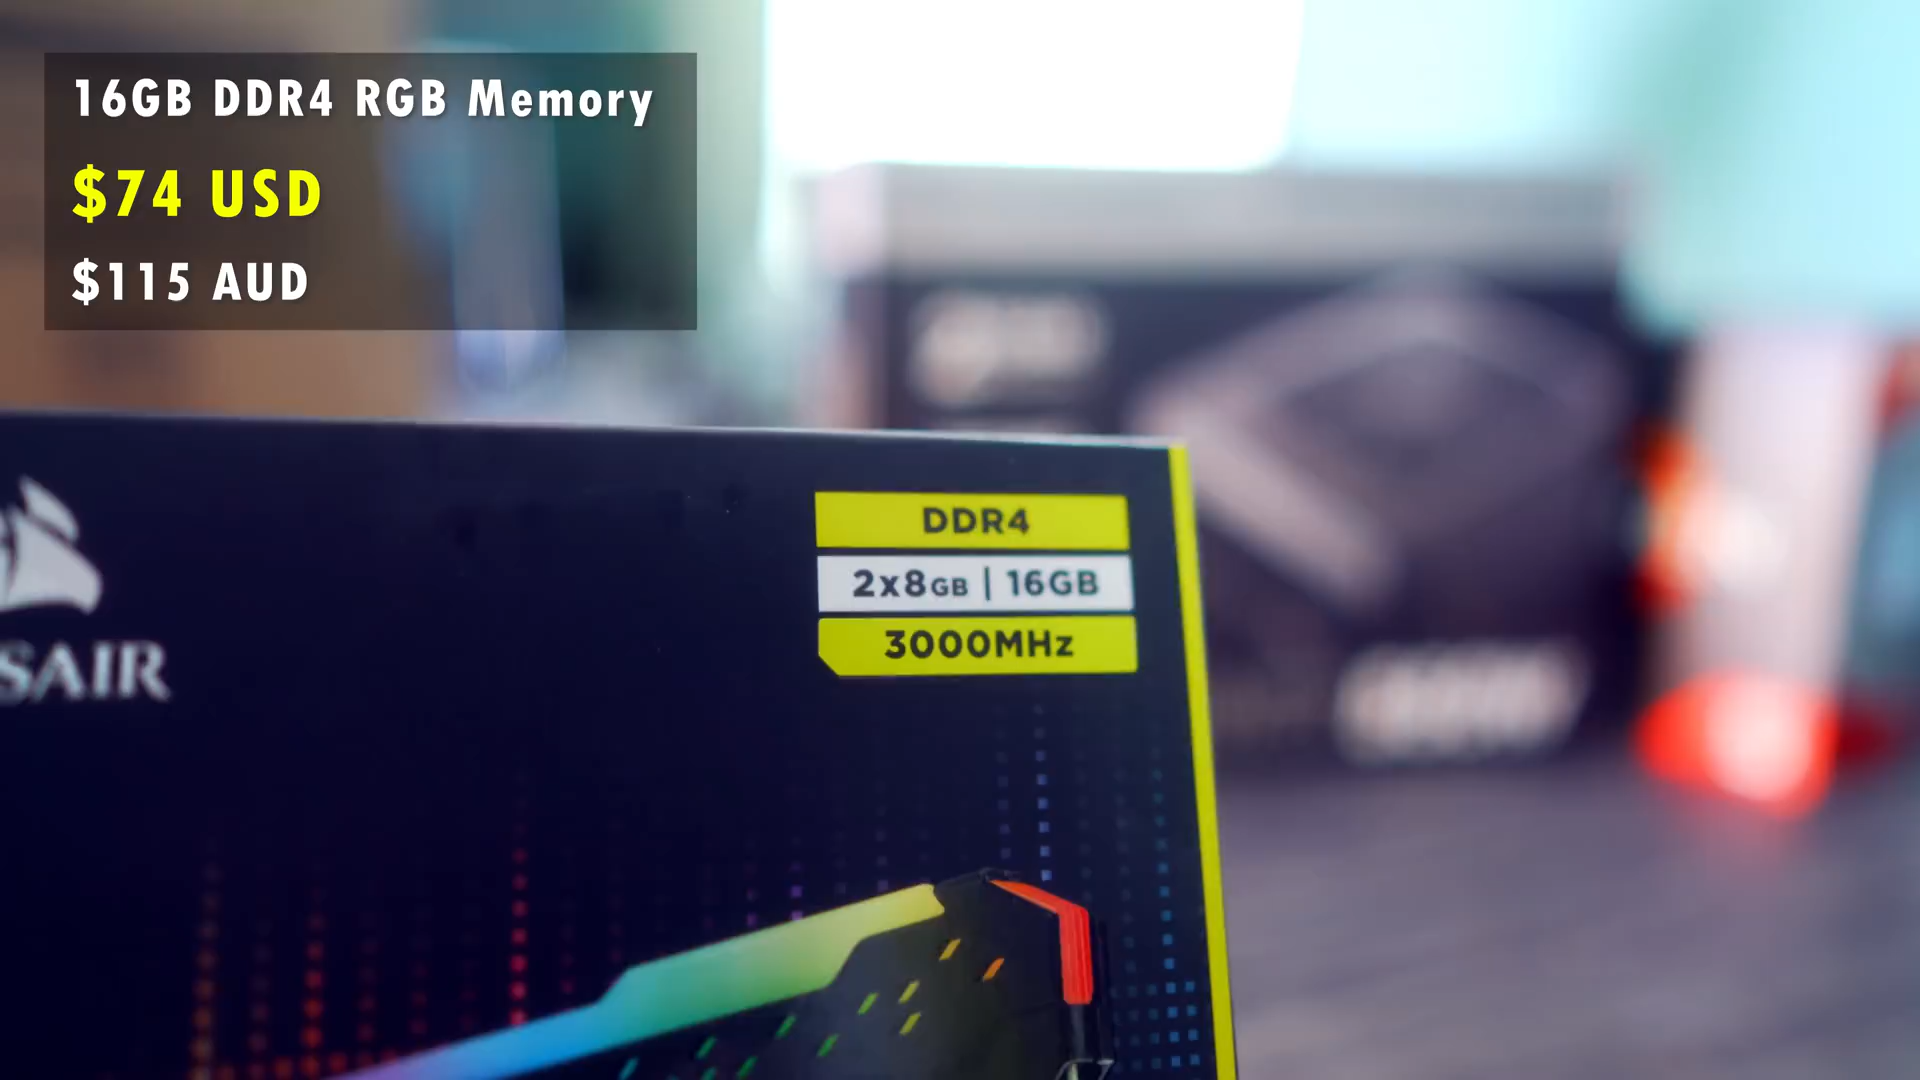 16GB DDR4 RGB Memory
$74 USD
$115 AUD
DDR4
2x8GB | 16GB
3000MHz
SAIR